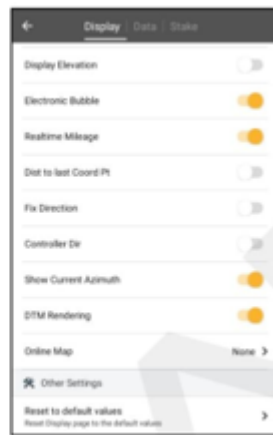 Display Data Stake
Display Elevation
Electronic Bubble
Realtime Mileage
Dist to last Coord Pt
Fix Direction
Controller Dir
Show Current Azimuth
DTM Rendering
Online Map None >
Other Settings
Reset to default values >
Reset Display page to the default values